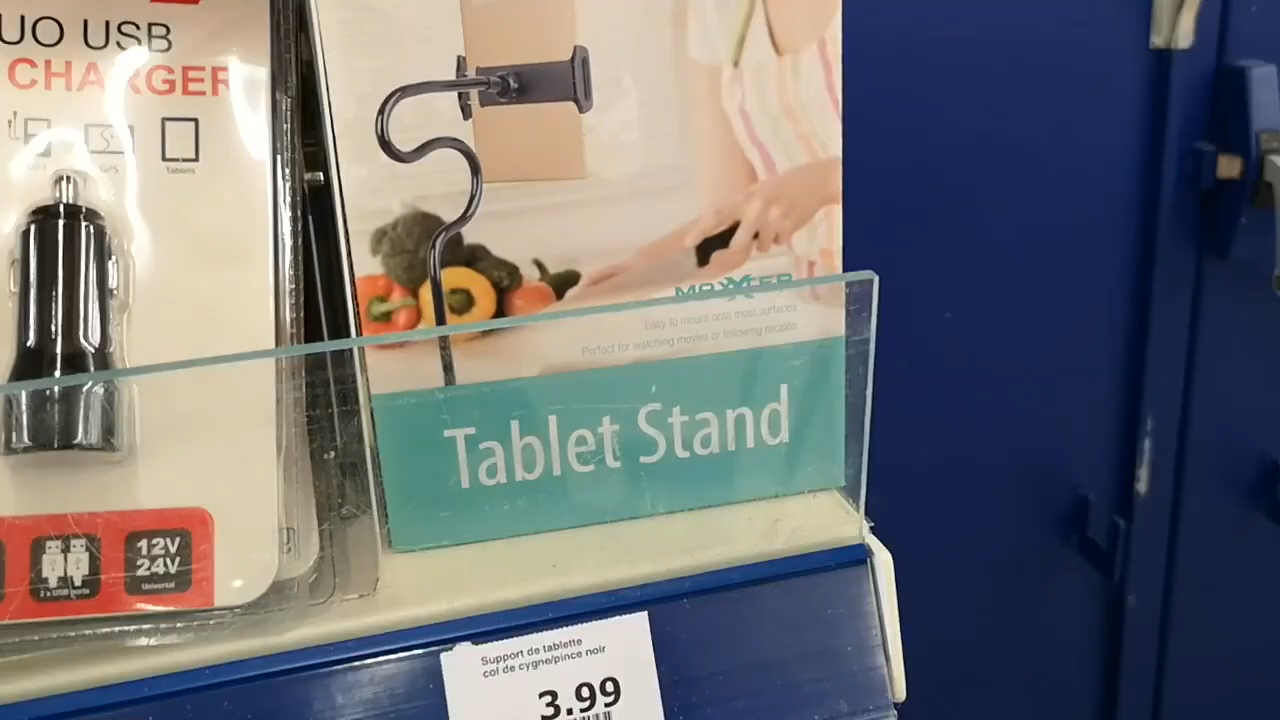 UO USB
CHARGER
Tablets
2 x USB ports
12V
24V
Universal
MOXXTER
Easy to mount onto most surfaces
Perfect for watching movies or following recipes
Tablet Stand
Support de tablette
col de cygne/pince noir
3.99